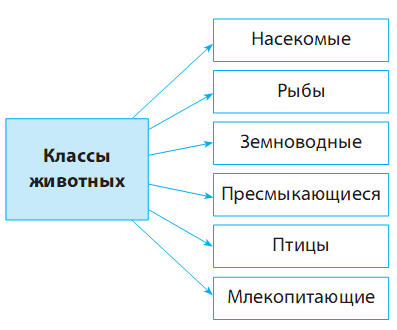 Классы
животных
Насекомые
Рыбы
Земноводные
Пресмыкающиеся
Птицы
Млекопитающие